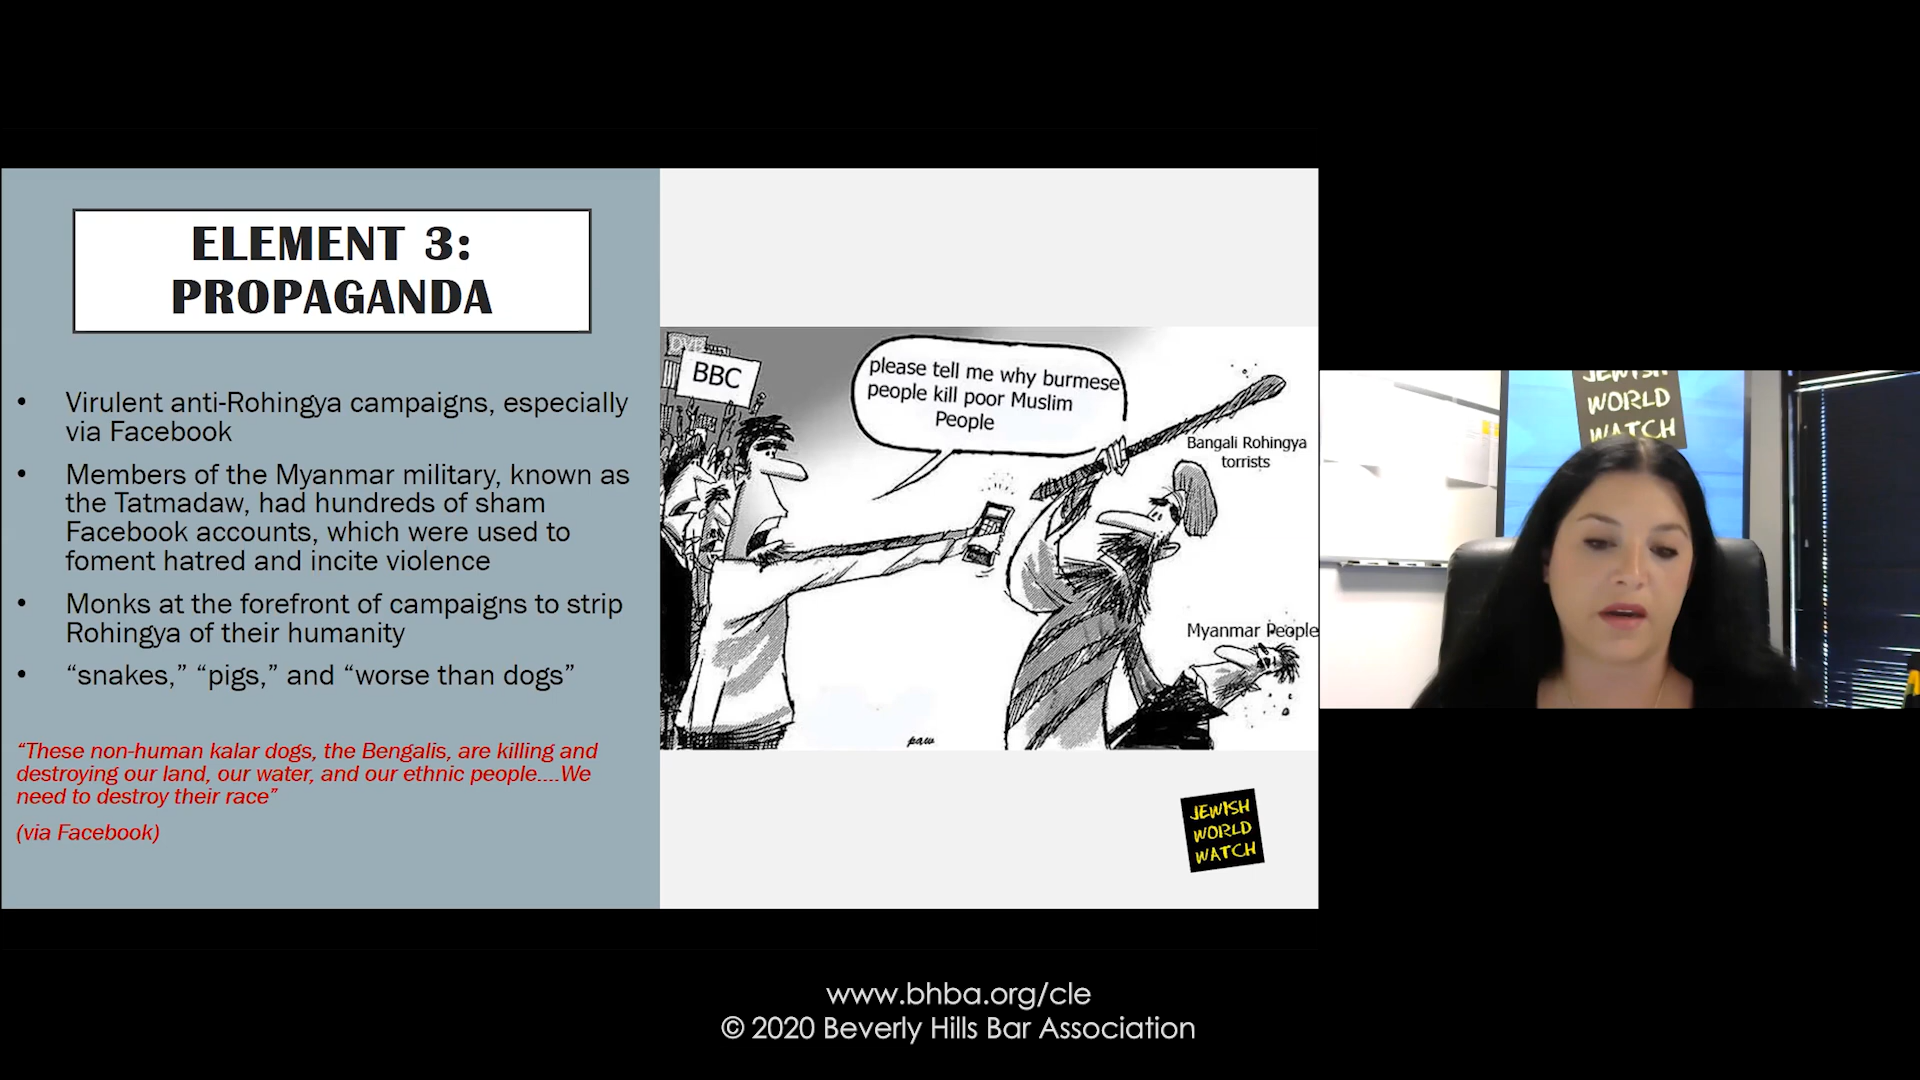 ELEMENT 3:
PROPAGANDA
• Virulent anti-Rohingya campaigns, especially
via Facebook
• Members of the Myanmar military, known as
the Tatmadaw, had hundreds of sham
Facebook accounts, which were used to
foment hatred and incite violence
• Monks at the forefront of campaigns to strip
Rohingya of their humanity
• “snakes,” “pigs,” and “worse than dogs”
“These non-human kalar dogs, the Bengalis, are killing and
destroying our land, our water, and our ethnic people....We
need to destroy their race”
(via Facebook)
DVB
BBC
please tell me why burmese
people kill poor Muslim
People
Bangali Rohingya
torrists
Myanmar People
paw
JEWISH
WORLD
WATCH
JEWISH
WORLD
WATCH
www.bhba.org/cle
© 2020 Beverly Hills Bar Association